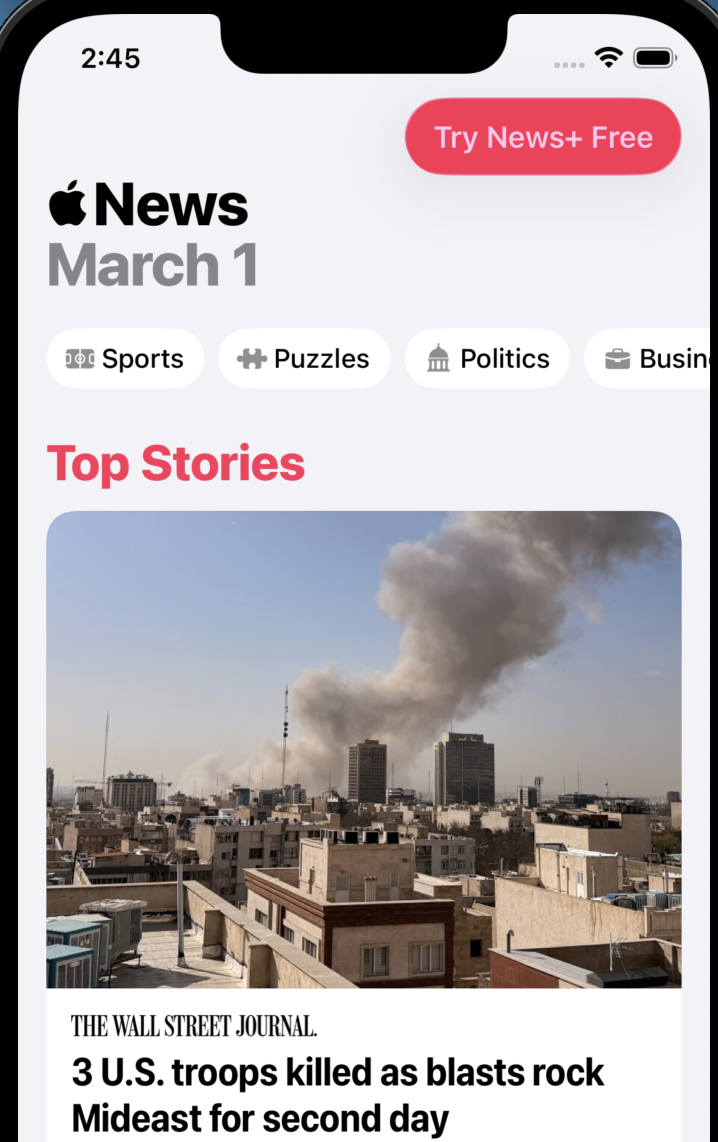 2:45
Try News+ Free
News
March 1
Sports
Puzzles
Politics
Busin
Top Stories
THE WALL STREET JOURNAL.
3 U.S. troops killed as blasts rock
Mideast for second day